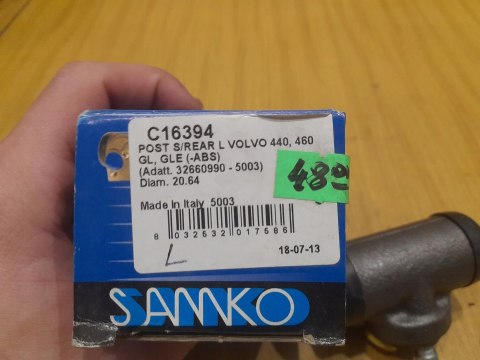 C16394
POST S/REAR L VOLVO 440, 460
GL, GLE (-ABS)
(Adatt. 32660990 - 5003)
Diam. 20.64
48,00
Made In Italy 5003
8 032532 017586
L
18-07-13
SAMKO